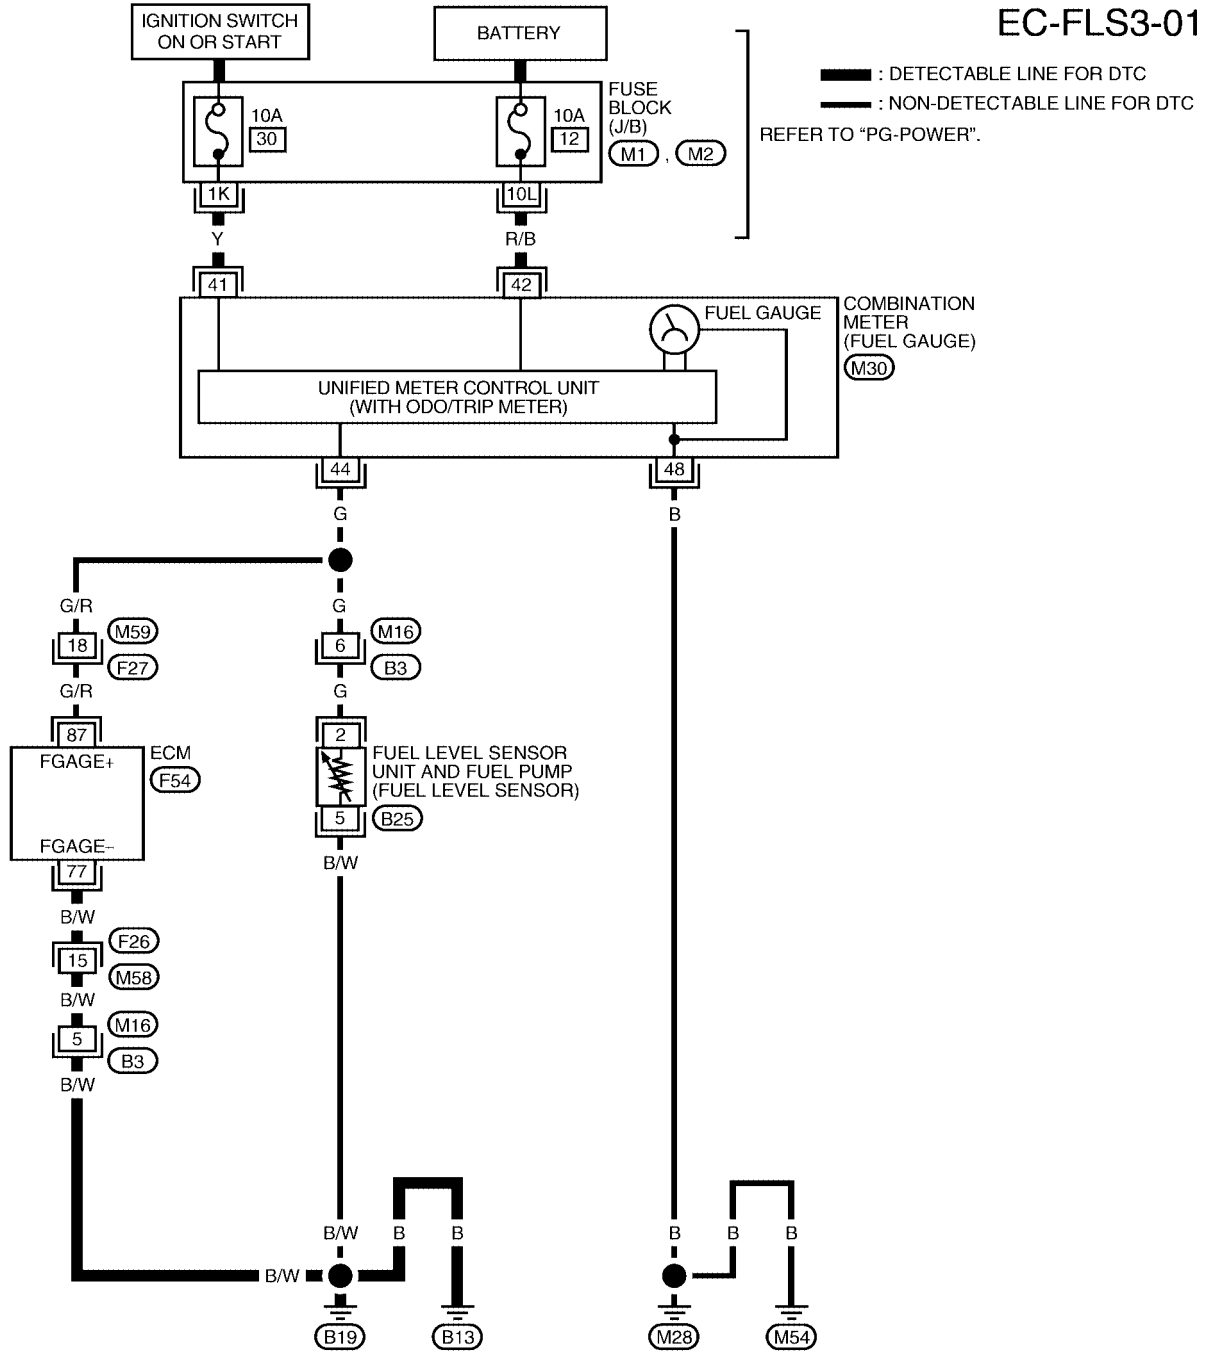 EC-FLS3-01
IGNITION SWITCH
ON OR START
BATTERY
: DETECTABLE LINE FOR DTC
: NON-DETECTABLE LINE FOR DTC
REFER TO “PG-POWER”.
10A
30
10A
12
FUSE
BLOCK
(J/B)
M1 , M2
1K
10L
Y
R/B
41
42
FUEL GAUGE
COMBINATION
METER
(FUEL GAUGE)
M30
UNIFIED METER CONTROL UNIT
(WITH ODO/TRIP METER)
44
48
G
B
G/R
G
18
M59
F27
6
M16
B3
G/R
G
87
FGAGE+
ECM
F54
FGAGE–
77
2
FUEL LEVEL SENSOR
UNIT AND FUEL PUMP
(FUEL LEVEL SENSOR)
5
B25
B/W
B/W
F26
15
M58
B/W
M16
5
B3
B/W
B/W
B
B
B
B
B
B/W
B19
B13
M28
M54